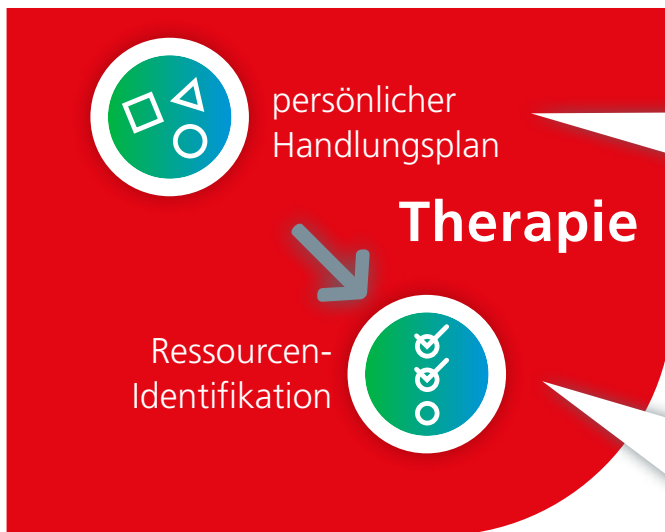 persönlicher
Handlungsplan
Therapie
Ressourcen-
Identifikation